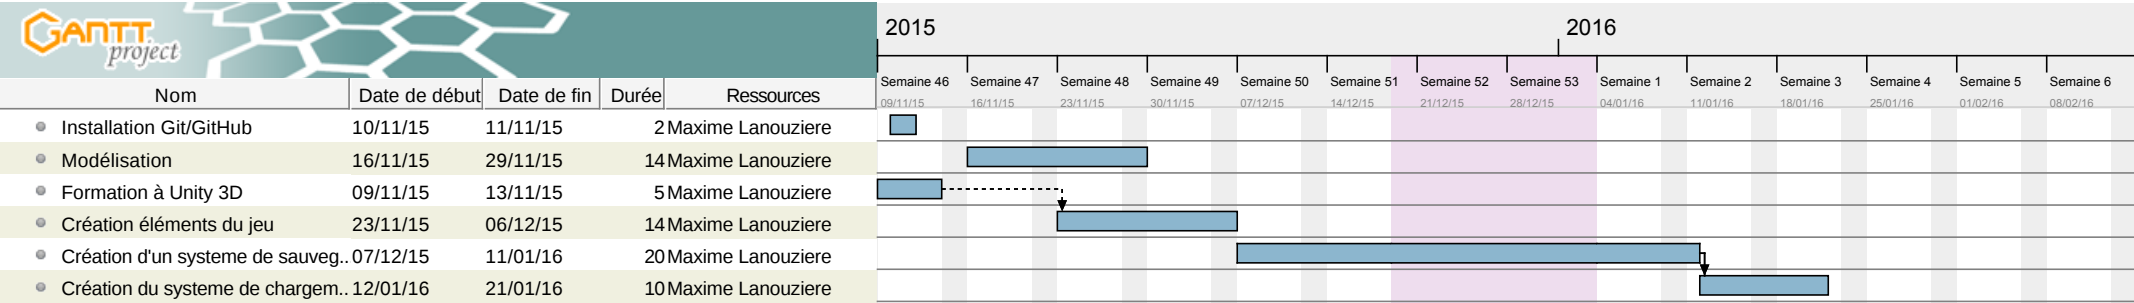 GANTT
project
2015 2016
Semaine 46 Semaine 47 Semaine 48 Semaine 49 Semaine 50 Semaine 51 Semaine 52 Semaine 53 Semaine 1 Semaine 2 Semaine 3 Semaine 4 Semaine 5 Semaine 6
09/11/15 16/11/15 23/11/15 30/11/15 07/12/15 14/12/15 21/12/15 28/12/15 04/01/16 11/01/16 18/01/16 25/01/16 01/02/16 08/02/16
Nom Date de début Date de fin Durée Ressources
Installation Git/GitHub 10/11/15 11/11/15 2 Maxime Lanouziere
Modélisation 16/11/15 29/11/15 14 Maxime Lanouziere
Formation à Unity 3D 09/11/15 13/11/15 5 Maxime Lanouziere
Création éléments du jeu 23/11/15 06/12/15 14 Maxime Lanouziere
Création d'un systeme de sauveg.. 07/12/15 11/01/16 20 Maxime Lanouziere
Création du systeme de chargem.. 12/01/16 21/01/16 10 Maxime Lanouziere